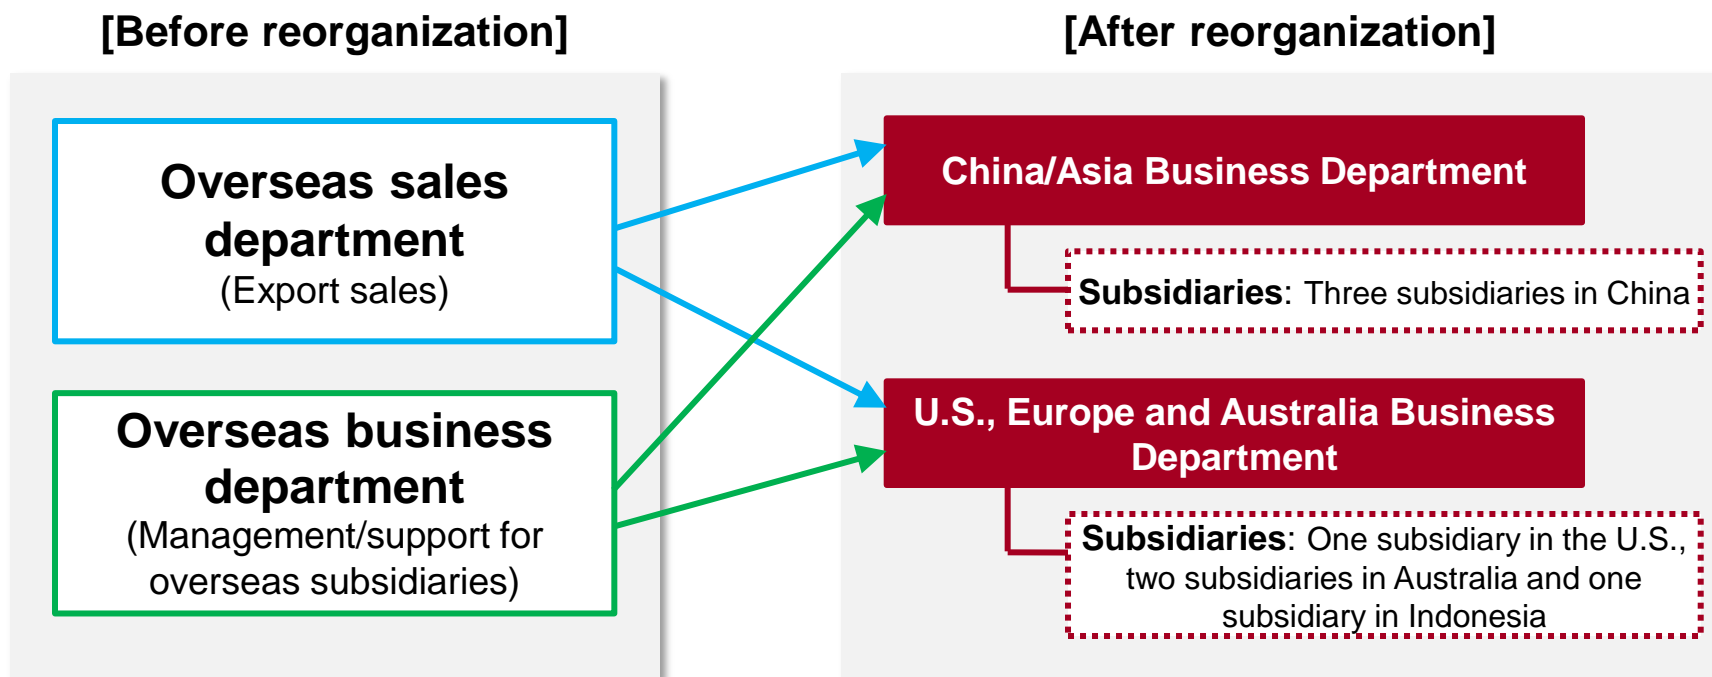 [Before reorganization]
Overseas sales
department
(Export sales)
Overseas business
department
(Management/support for
overseas subsidiaries)
[After reorganization]
China/Asia Business Department
Subsidiaries: Three subsidiaries in China
U.S., Europe and Australia Business
Department
Subsidiaries: One subsidiary in the U.S.,
two subsidiaries in Australia and one
subsidiary in Indonesia